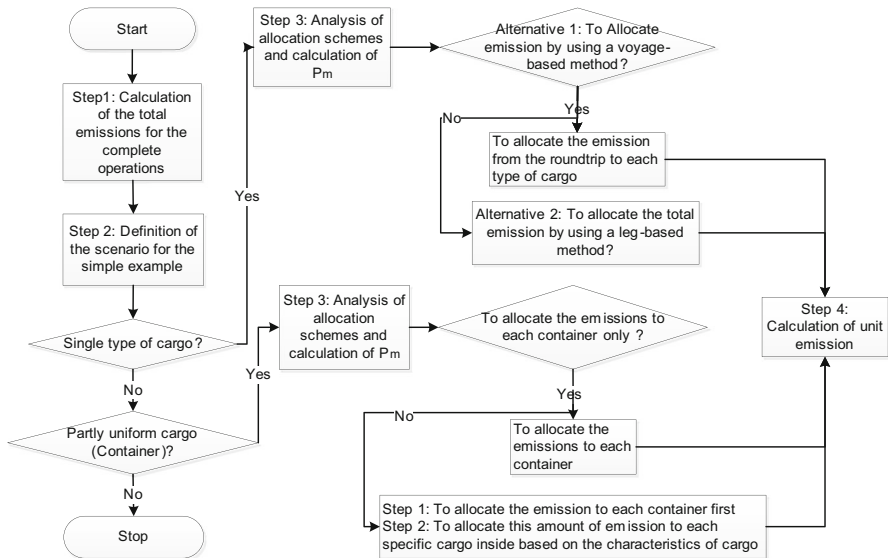 Start
Step1: Calculation
of the total
emissions for the
complete
operations
Step 2: Definition of
the scenario for the
simple example
Single type of cargo?
No
Partly uniform cargo
(Container)?
No
Stop
Yes
Step 3: Analysis of
allocation schemes
and calculation of
Pm
Alternative 1: To Allocate
emission by using a voyage-
based method?
Yes
No
To allocate the emission
from the roundtrip to each
type of cargo
Alternative 2: To allocate the total
emission by using a leg-based
method?
Yes
Step 3: Analysis of
allocation
schemes and
calculation of Pm
To allocate the emissions to
each container only ?
Yes
No
To allocate the
emissions to each
container
Step 1: To allocate the emission to each container first
Step 2: To allocate this amount of emission to each
specific cargo inside based on the characteristics of cargo
Step 4:
Calculation of unit
emission